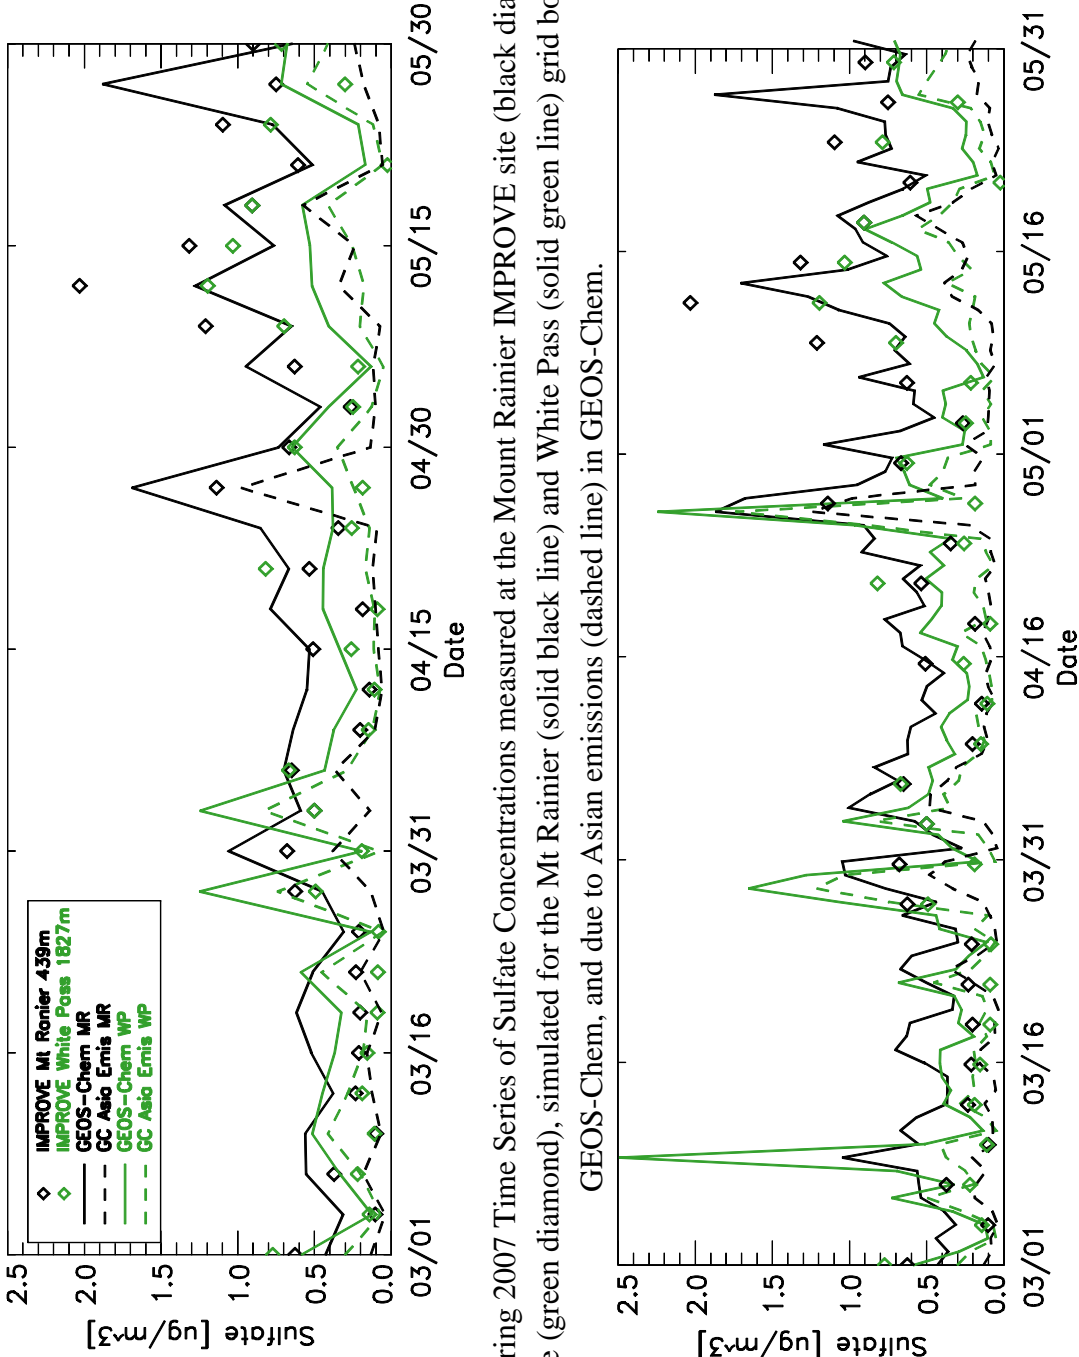 2.5
2.0
1.5
1.0
0.5
0.0
Sulfate [ug/m^3]
IMPROVE Mt Ranier 439m
IMPROVE White Pass 1827m
GEOS-Chem MR
GC Asia Emis MR
GEOS-Chem WP
GC Asia Emis WP
03/01
03/16
03/31
04/15
04/30
05/15
05/30
Date
ring 2007 Time Series of Sulfate Concentrations measured at the Mount Rainier IMPROVE site (black dia
(green diamond), simulated for the Mt Rainier (solid black line) and White Pass (solid green line) grid bo
GEOS-Chem, and due to Asian emissions (dashed line) in GEOS-Chem.
2.5
2.0
1.5
1.0
0.5
0.0
Sulfate [ug/m^3]
03/01
03/16
03/31
04/16
05/01
05/16
05/31
Date